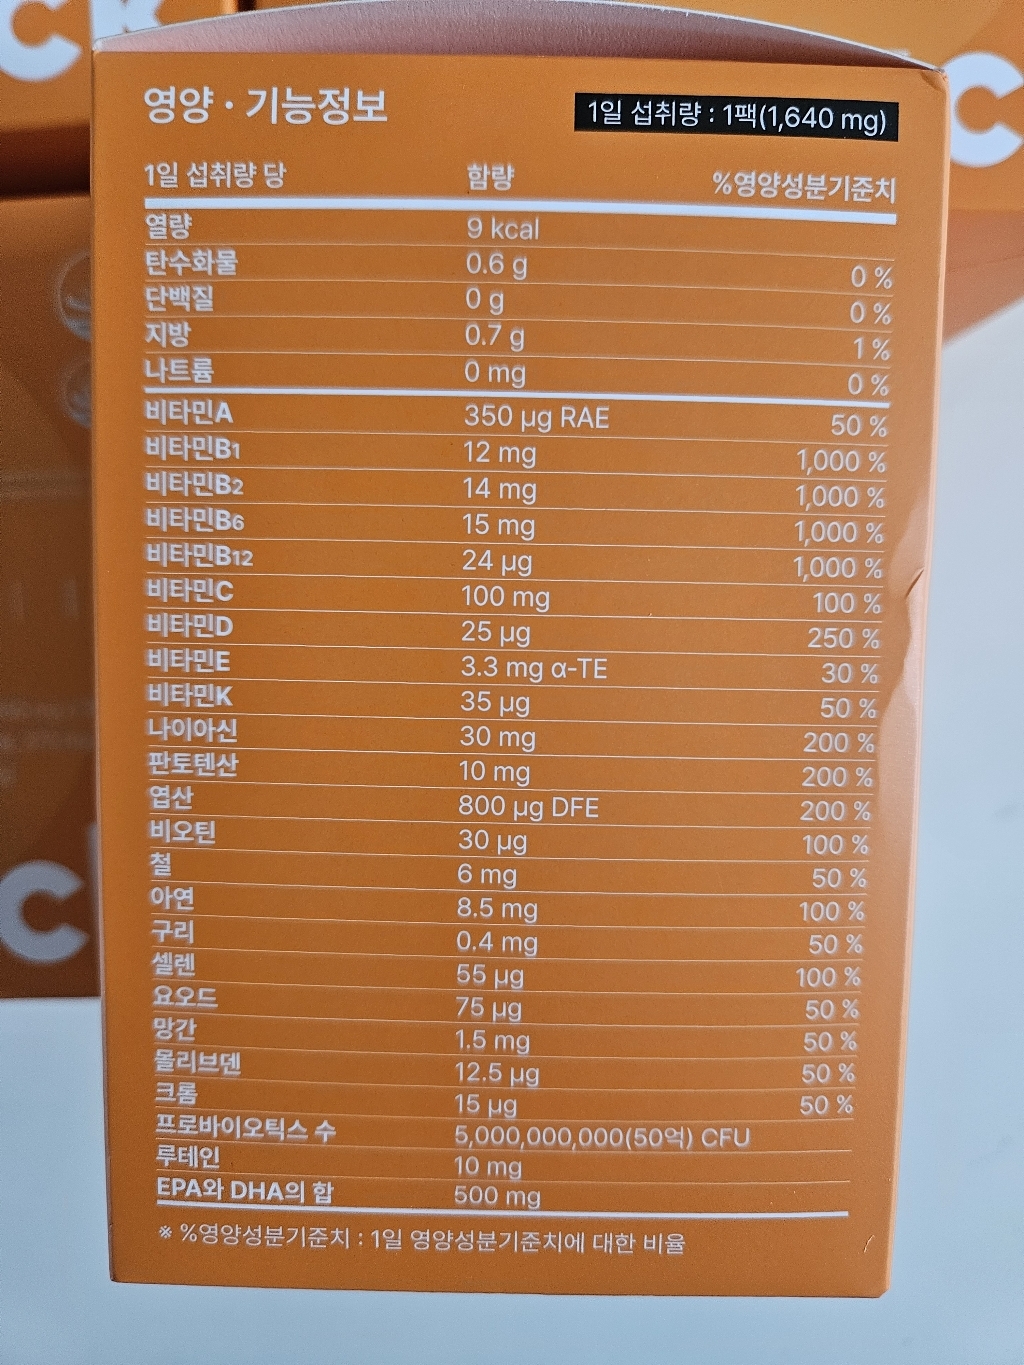 영양 · 기능정보
1일 섭취량 : 1팩(1,640 mg)
1일 섭취량 당 함량 %영양성분기준치
열량 9 kcal
탄수화물 0.6 g 0 %
단백질 0 g 0 %
지방 0.7 g 1 %
나트륨 0 mg 0 %
비타민A 350 µg RAE 50 %
비타민B1 12 mg 1,000 %
비타민B2 14 mg 1,000 %
비타민B6 15 mg 1,000 %
비타민B12 24 µg 1,000 %
비타민C 100 mg 100 %
비타민D 25 µg 250 %
비타민E 3.3 mg α-TE 30 %
비타민K 35 µg 50 %
나이아신 30 mg 200 %
판토텐산 10 mg 200 %
엽산 800 µg DFE 200 %
비오틴 30 µg 100 %
철 6 mg 50 %
아연 8.5 mg 100 %
구리 0.4 mg 50 %
셀렌 55 µg 100 %
요오드 75 µg 50 %
망간 1.5 mg 50 %
몰리브덴 12.5 µg 50 %
크롬 15 µg 50 %
프로바이오틱스 수 5,000,000,000(50억) CFU
루테인 10 mg
EPA와 DHA의 합 500 mg
※ %영양성분기준치 : 1일 영양성분기준치에 대한 비율